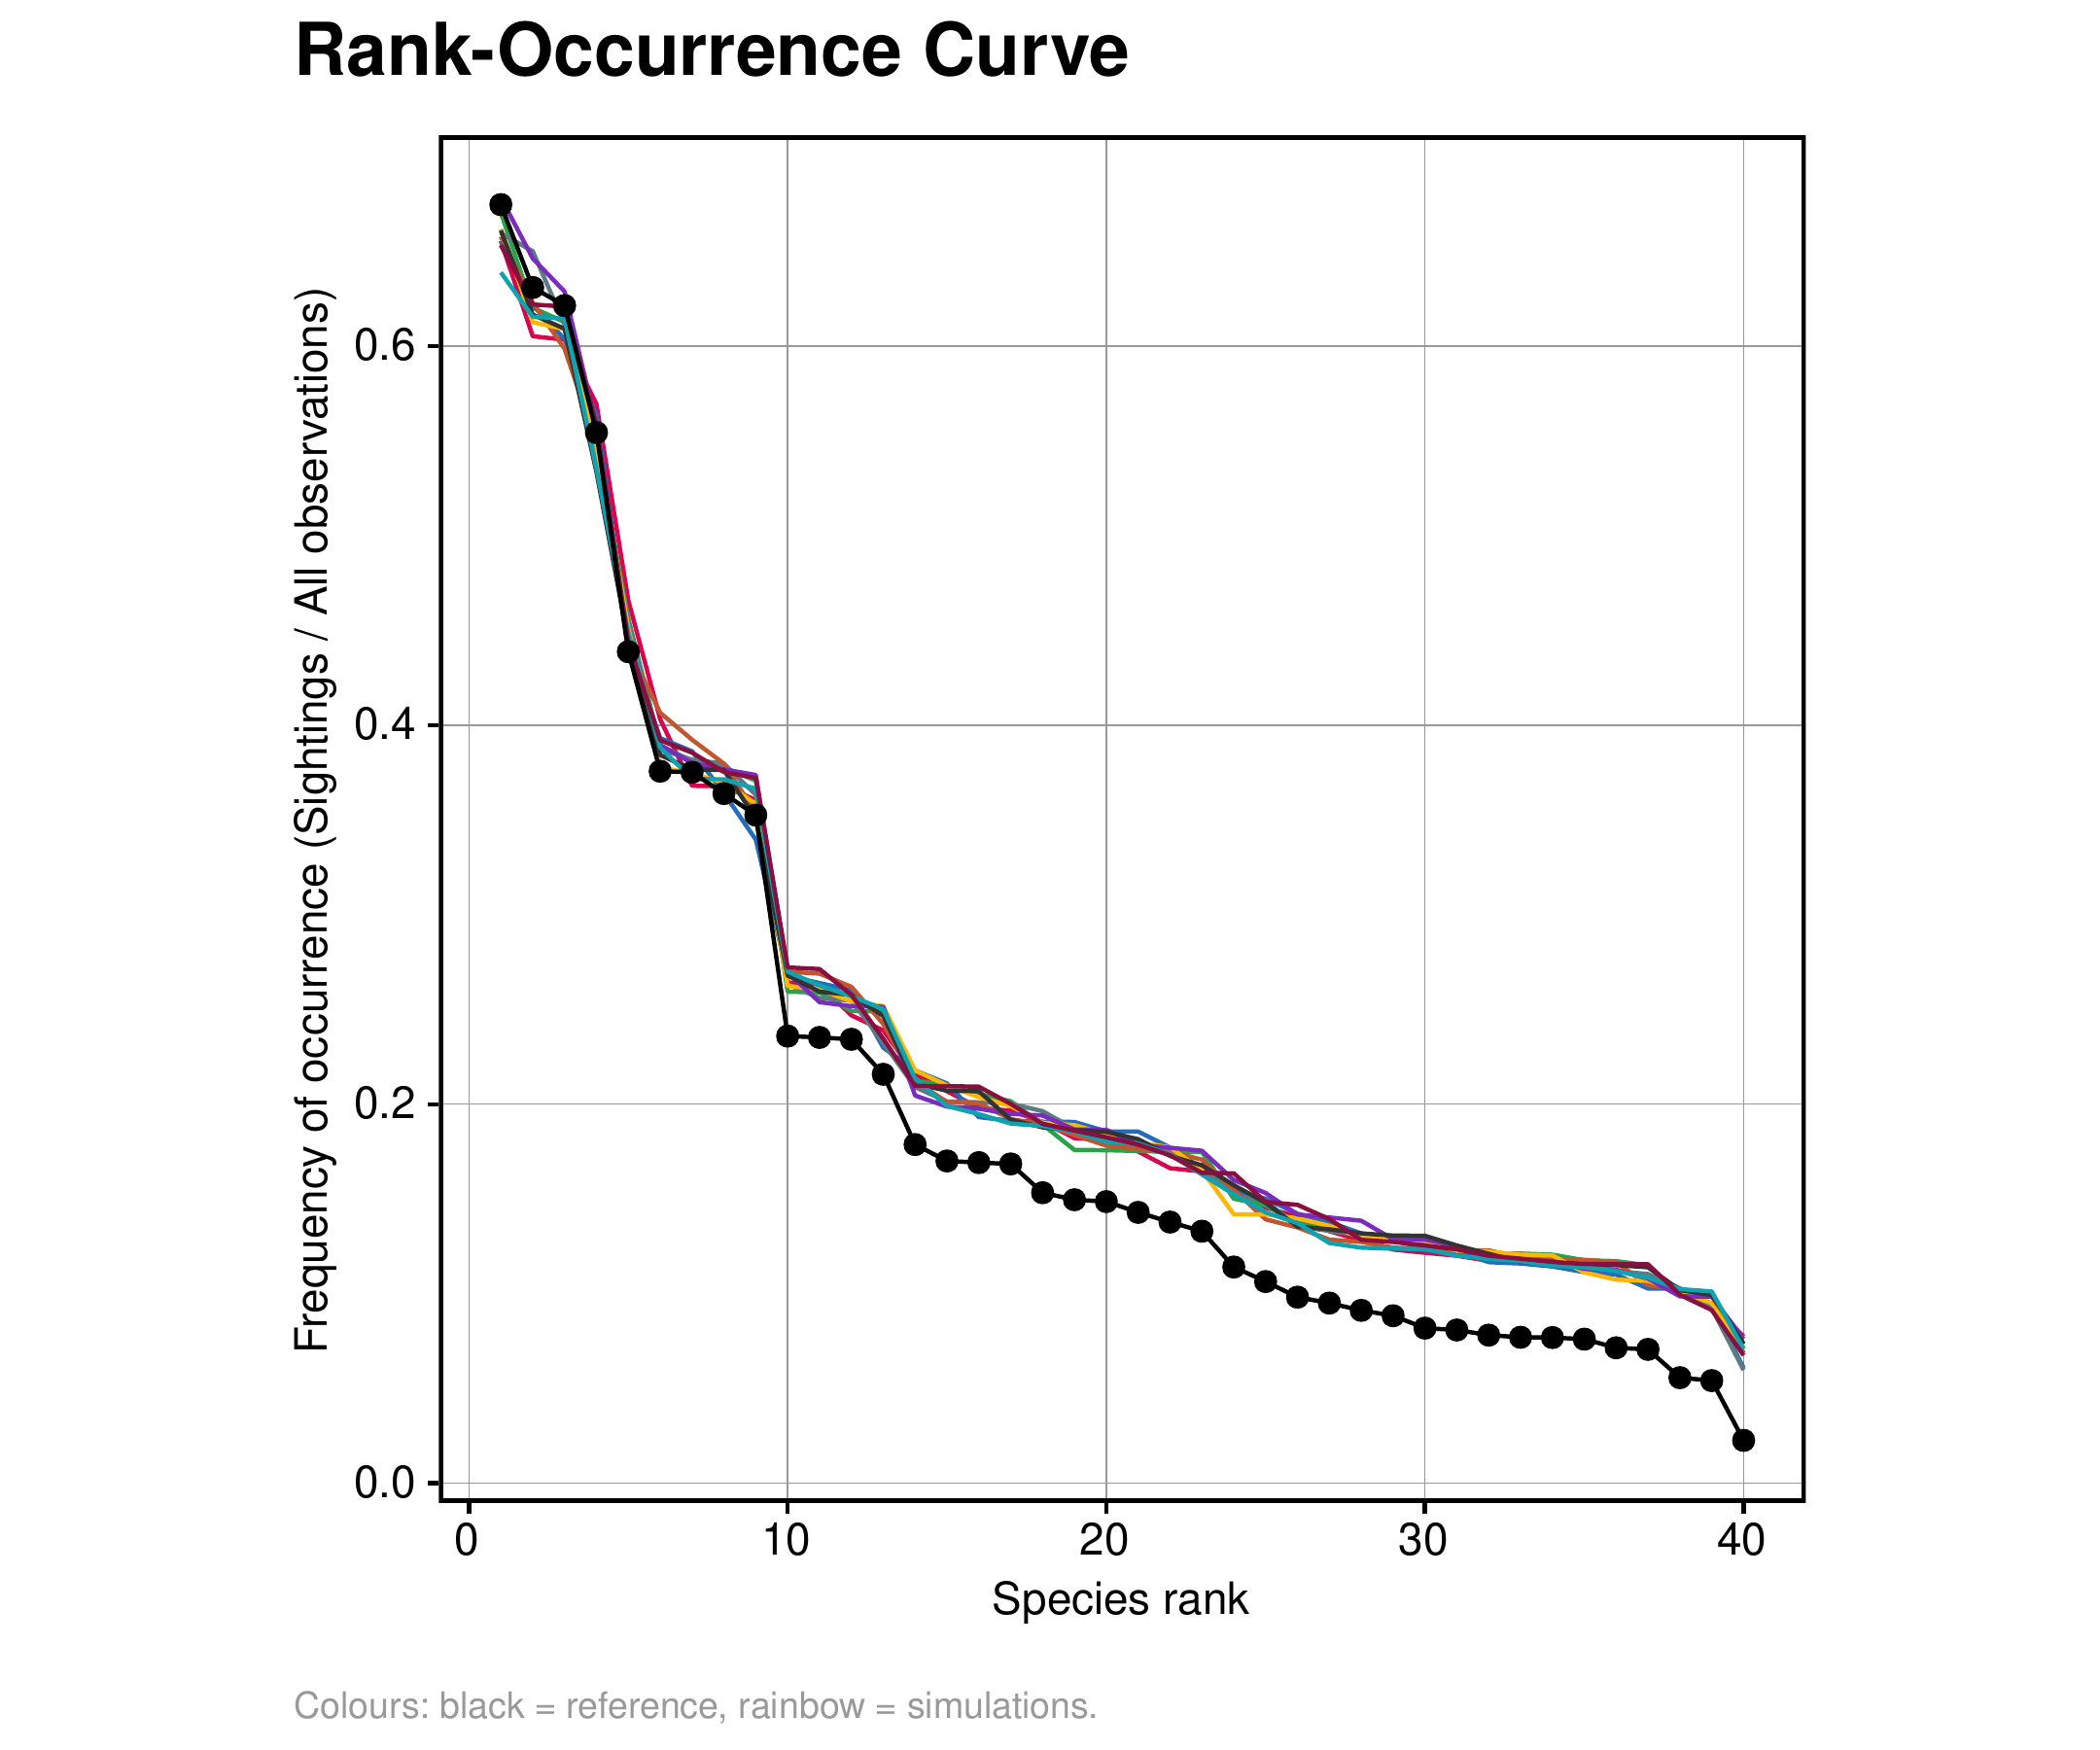 Rank-Occurrence Curve
Frequency of occurrence (Sightings / All observations)
0.6
0.4
0.2
0.0
0 10 20 30 40
Species rank
Colours: black = reference, rainbow = simulations.